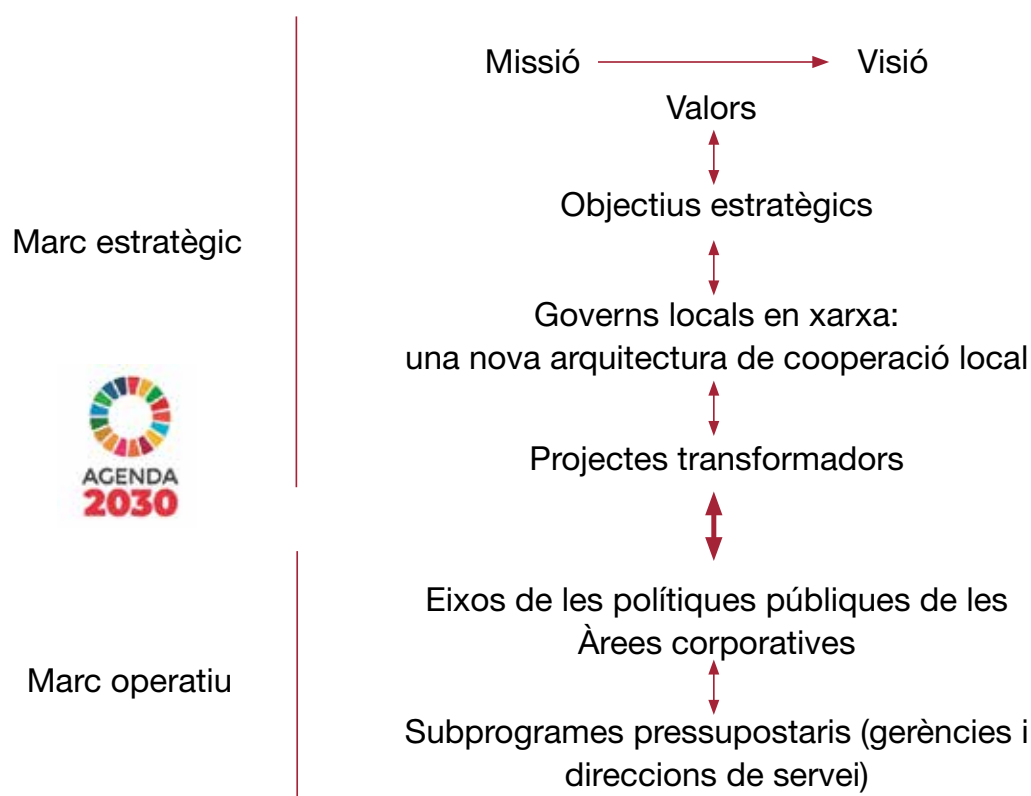 Missió
Visió
Valors
Objectius estratègics
Marc estratègic
Governs locals en xarxa:
una nova arquitectura de cooperació local
Projectes transformadors
AGENDA
2030
Eixos de les polítiques públiques de les
Àrees corporatives
Marc operatiu
Subprogrames pressupostaris (gerències i
direccions de servei)